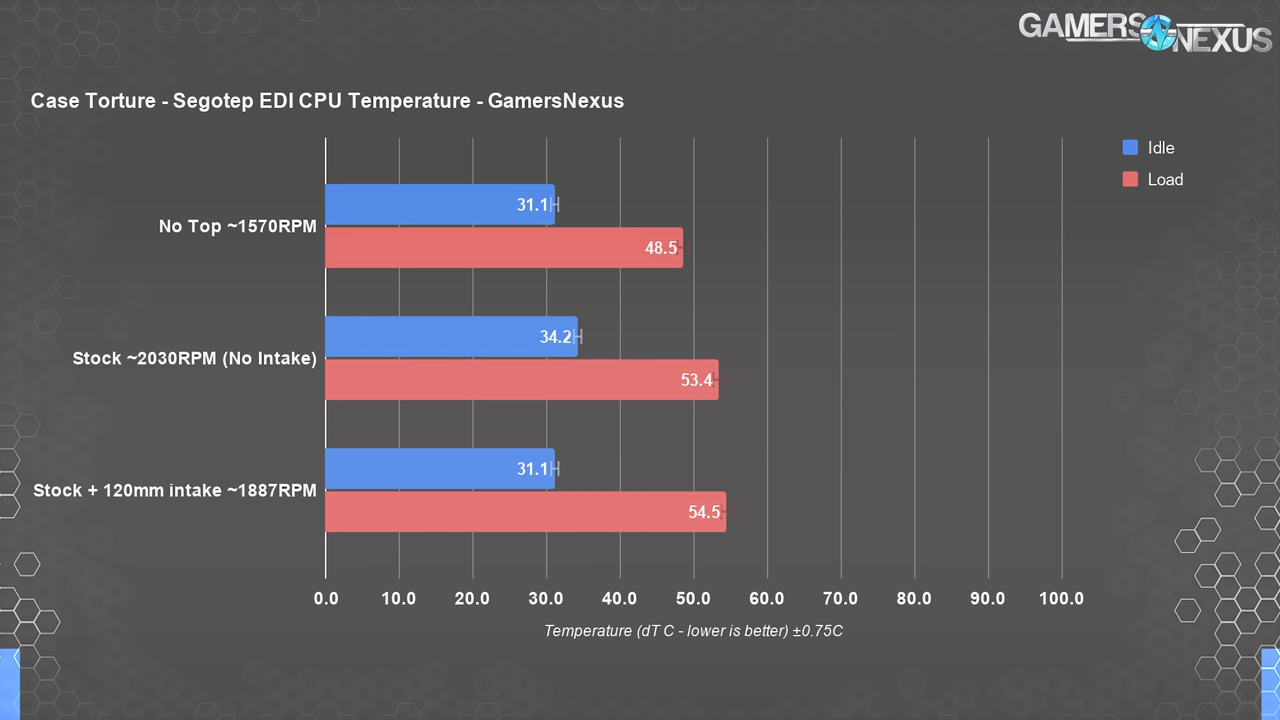 GAMERS NEXUS
Case Torture - Segotep EDI CPU Temperature - GamersNexus
Idle
Load
No Top ~1570RPM
31.1
48.5
Stock ~2030RPM (No Intake)
34.2
53.4
Stock + 120mm intake ~1887RPM
31.1
54.5
0.0 10.0 20.0 30.0 40.0 50.0 60.0 70.0 80.0 90.0 100.0
Temperature (dT C - lower is better) ±0.75C